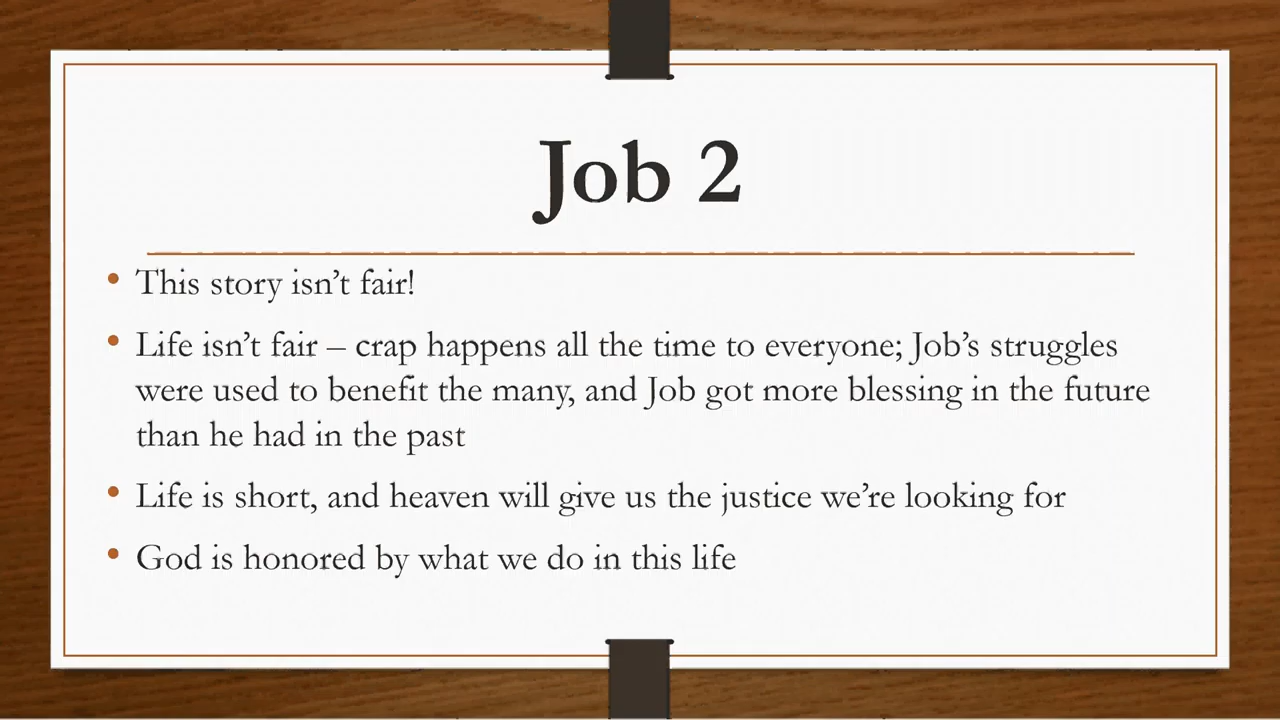 Job 2
• This story isn’t fair!
• Life isn’t fair – crap happens all the time to everyone; Job’s struggles
were used to benefit the many, and Job got more blessing in the future
than he had in the past
• Life is short, and heaven will give us the justice we’re looking for
• God is honored by what we do in this life